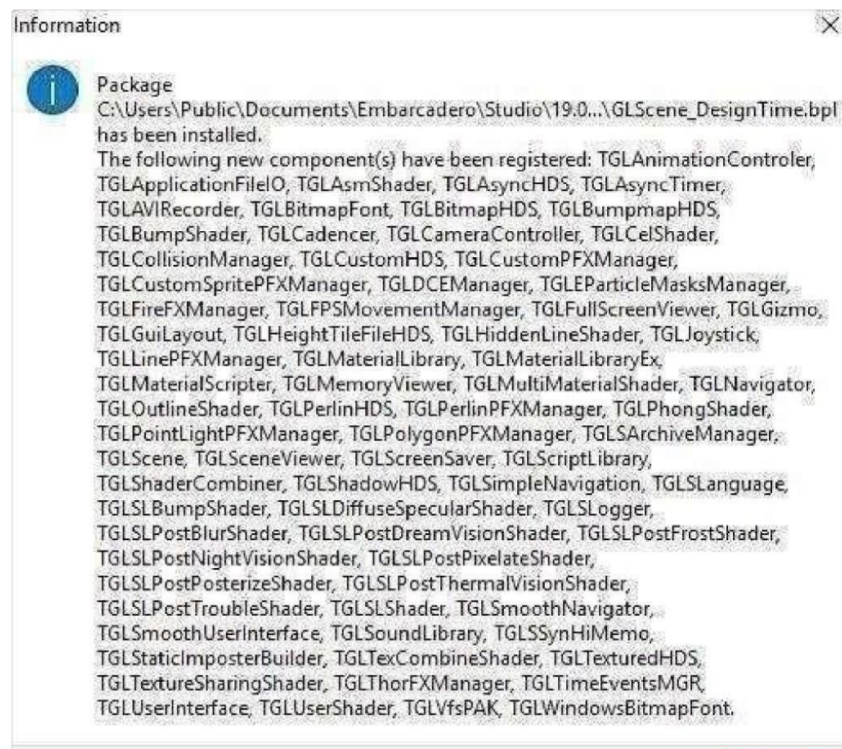 Information
Package
C:\Users\Public\Documents\Embarcadero\Studio\19.0...\GLScene_DesignTime.bpl
has been installed.
The following new component(s) have been registered: TGLAnimationControler,
TGLApplicationFileIO, TGLAsmShader, TGLAsyncHDS, TGLAsyncTimer,
TGLAVIRecorder, TGLBitmapFont, TGLBitmapHDS, TGLBumpmapHDS,
TGLBumpShader, TGLCadencer, TGLCameraController, TGLCelShader,
TGLCollisionManager, TGLCustomHDS, TGLCustomPFXManager,
TGLCustomSpritePFXManager, TGLDCEManager, TGLEParticleMasksManager,
TGLFireFXManager, TGLFPSMovementManager, TGLFullScreenViewer, TGLGizmo,
TGLGuiLayout, TGLHeightTileFileHDS, TGLHiddenLineShader, TGLJoystick,
TGLLinePFXManager, TGLMaterialLibrary, TGLMaterialLibraryEx,
TGLMaterialScripter, TGLMemoryViewer, TGLMultiMaterialShader, TGLNavigator,
TGLOutlineShader, TGLPerlinHDS, TGLPerlinPFXManager, TGLPhongShader,
TGLPointLightPFXManager, TGLPolygonPFXManager, TGLSArchiveManager,
TGLScene, TGLSceneViewer, TGLScreenSaver, TGLScriptLibrary,
TGLShaderCombiner, TGLShadowHDS, TGLSimpleNavigation, TGLSLanguage,
TGLSLBumpShader, TGLSLDiffuseSpecularShader, TGLSLogger,
TGLSLPostBlurShader, TGLSLPostDreamVisionShader, TGLSLPostFrostShader,
TGLSLPostNightVisionShader, TGLSLPostPixelateShader,
TGLSLPostPosterizeShader, TGLSLPostThermalVisionShader,
TGLSLPostTroubleShader, TGLSLShader, TGLSmoothNavigator,
TGLSmoothUserInterface, TGLSoundLibrary, TGLSSynHiMemo,
TGLStaticImposterBuilder, TGLTexCombineShader, TGLTexturedHDS,
TGLTextureSharingShader, TGLThorFXManager, TGLTimeEventsMGR,
TGLUserInterface, TGLUserShader, TGLVfsPAK, TGLWindowsBitmapFont.